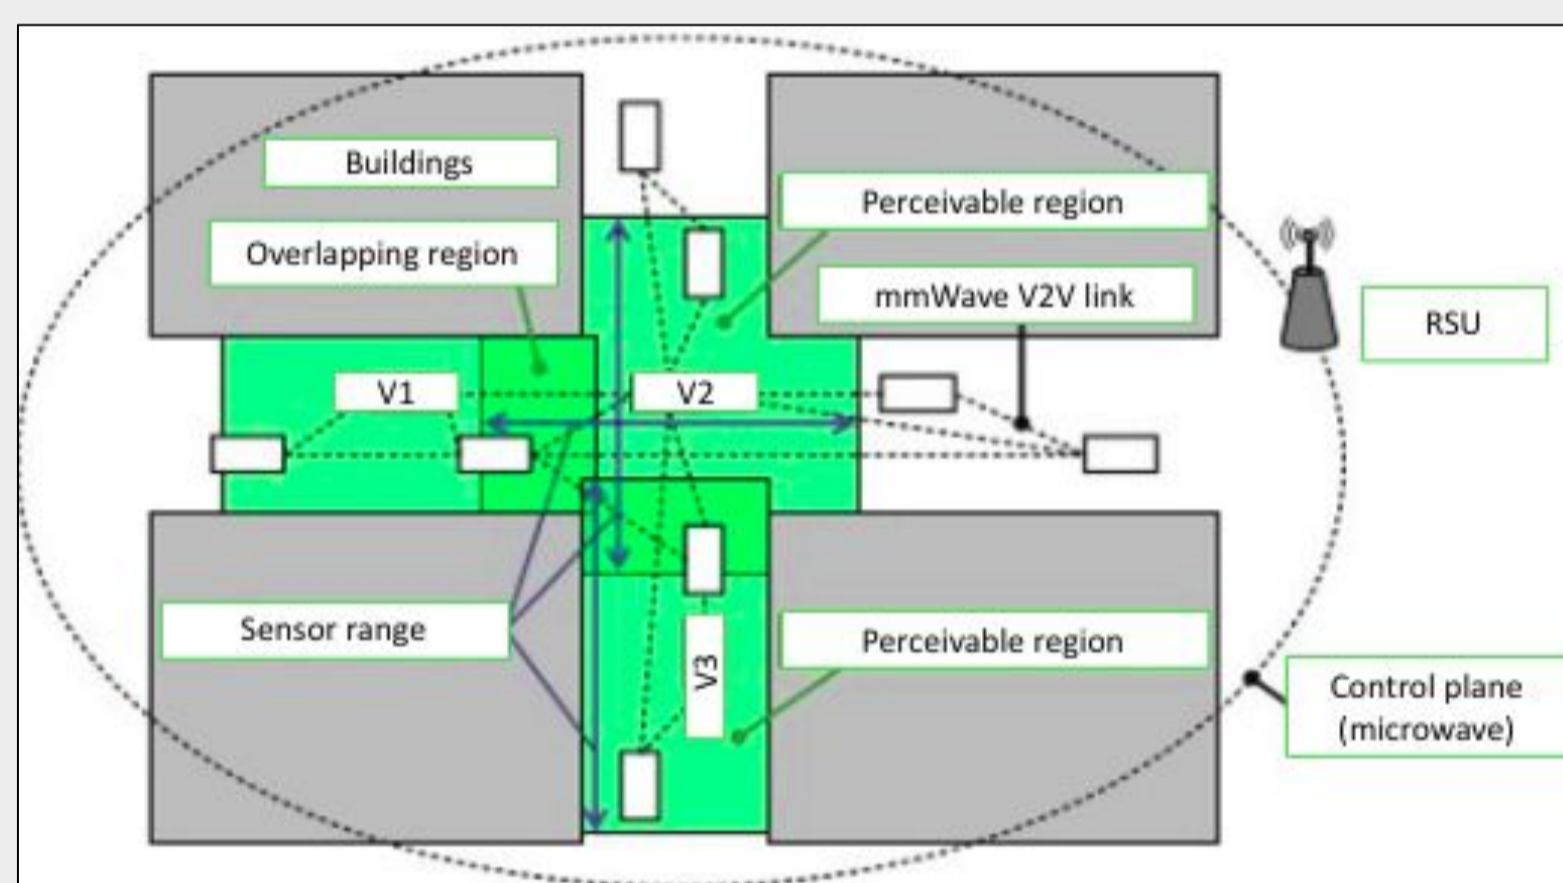 Buildings
Perceivable region
Overlapping region
mmWave V2V link
RSU
V1
V2
Sensor range
V3
Perceivable region
Control plane
(microwave)